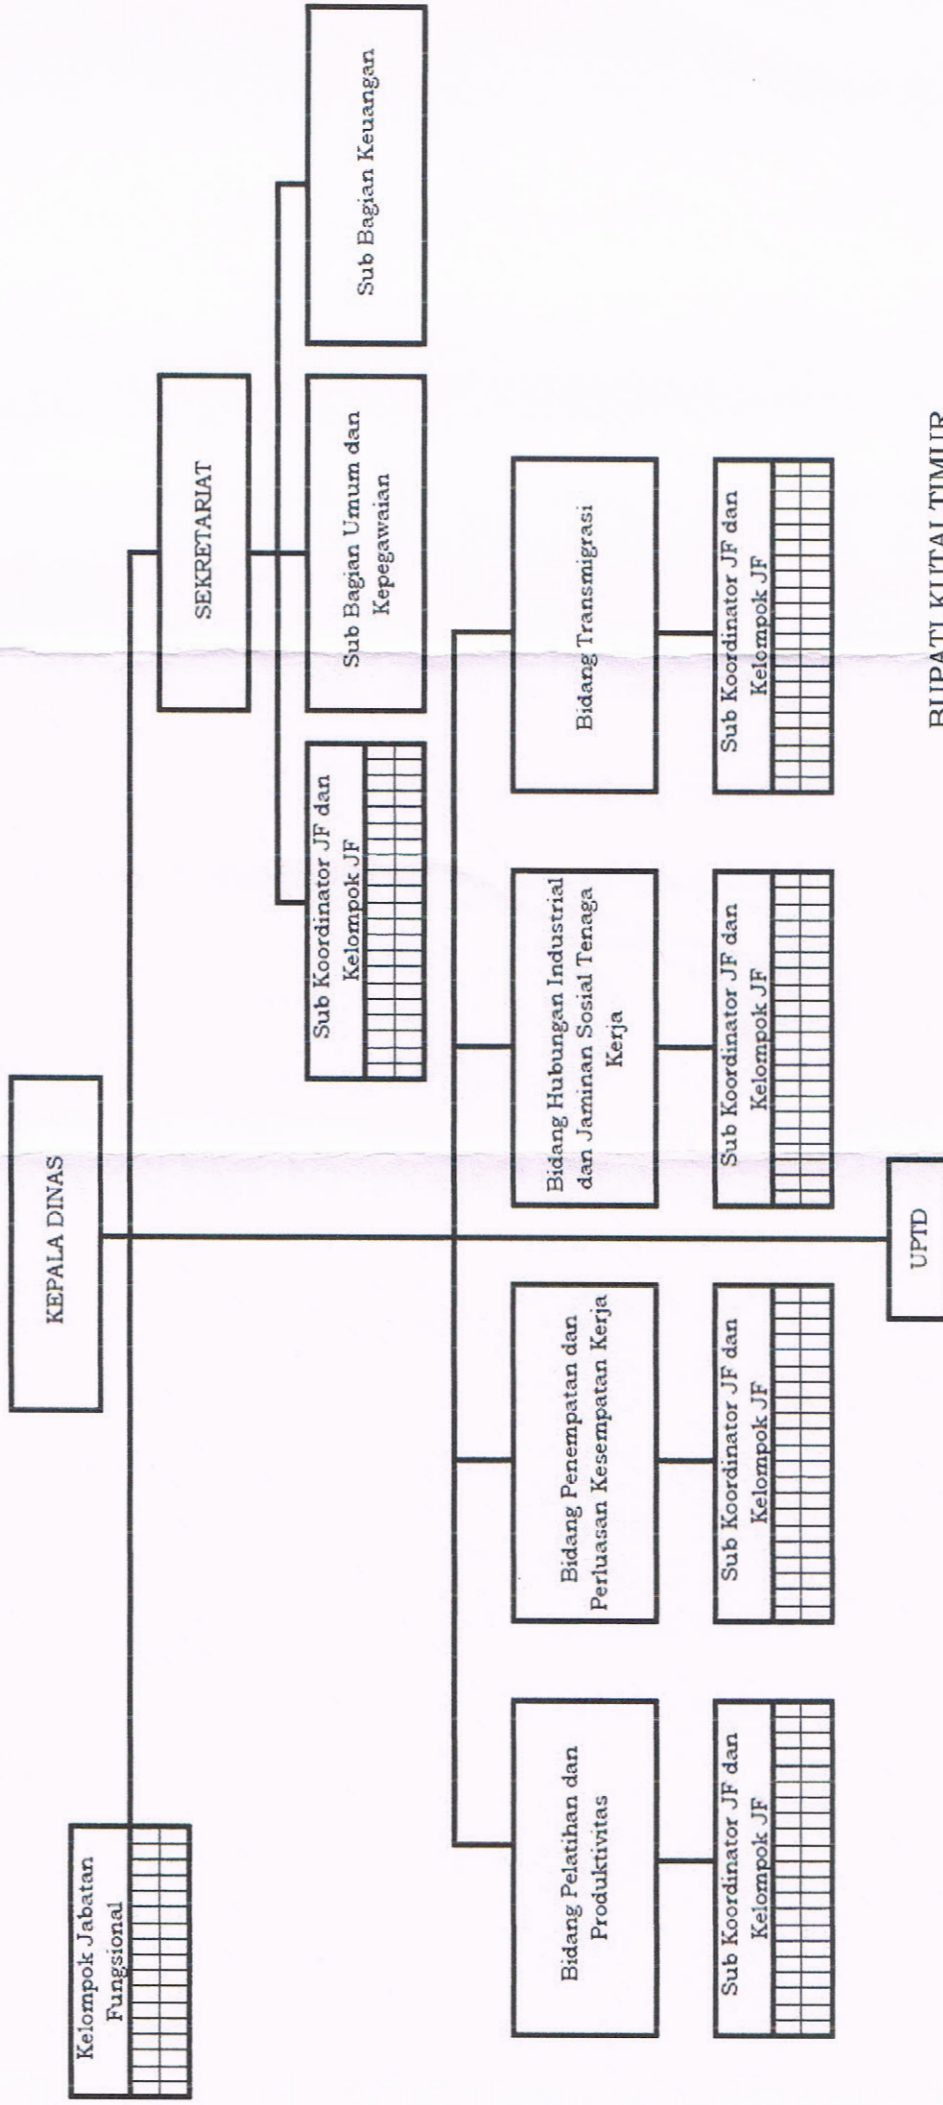 KEPALA DINAS
Kelompok Jabatan
Fungsional
SEKRETARIAT
Sub Koordinator JF dan
Kelompok JF
Sub Bagian Umum dan
Kepegawaian
Sub Bagian Keuangan
Bidang Pelatihan dan
Produktivitas
Bidang Penempatan dan
Perluasan Kesempatan Kerja
Bidang Hubungan Industrial
dan Jaminan Sosial Tenaga
Kerja
Bidang Transmigrasi
Sub Koordinator JF dan
Kelompok JF
Sub Koordinator JF dan
Kelompok JF
Sub Koordinator JF dan
Kelompok JF
Sub Koordinator JF dan
Kelompok JF
UPTD
BUPATI KUTAI TIMUR